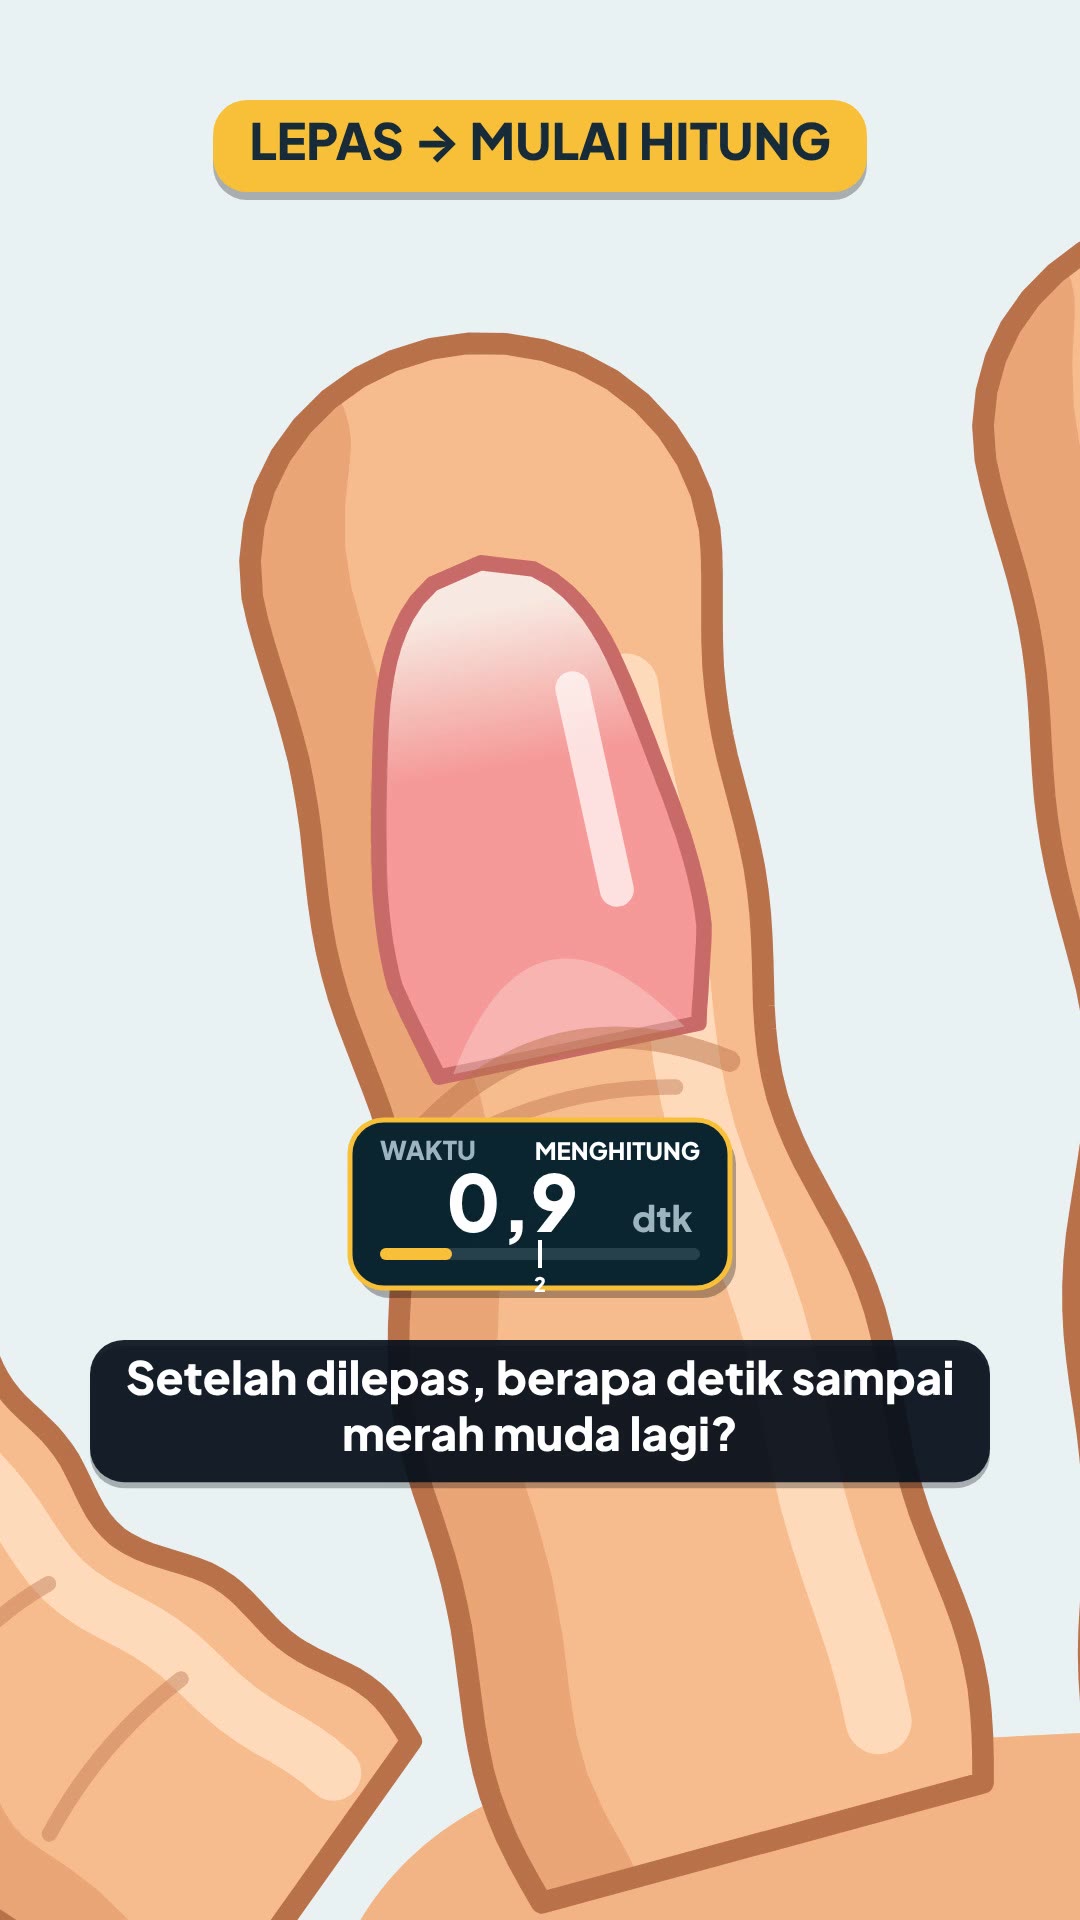 LEPAS → MULAI HITUNG
WAKTU MENGHITUNG
0,9 dtk
2
Setelah dilepas, berapa detik sampai
merah muda lagi?